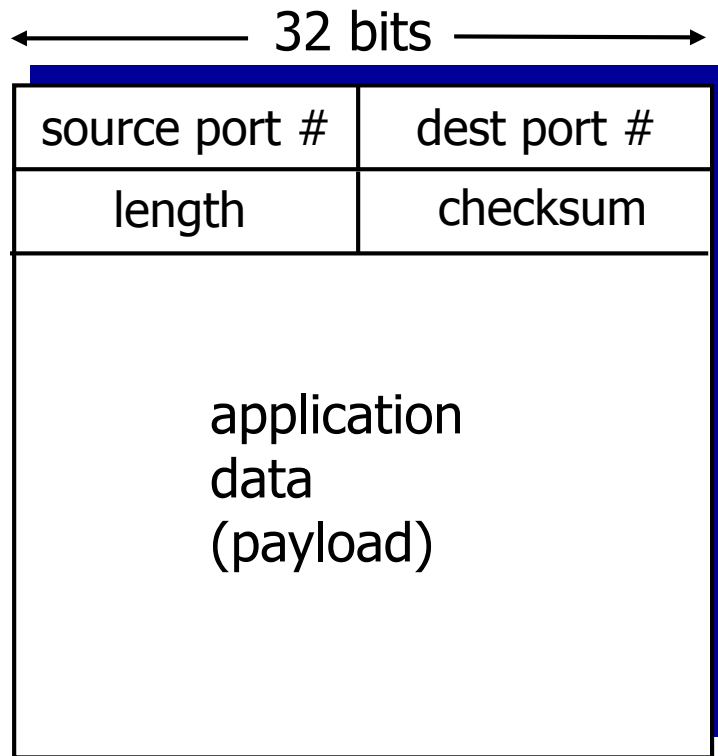 32 bits
source port # dest port #
length checksum
application
data
(payload)